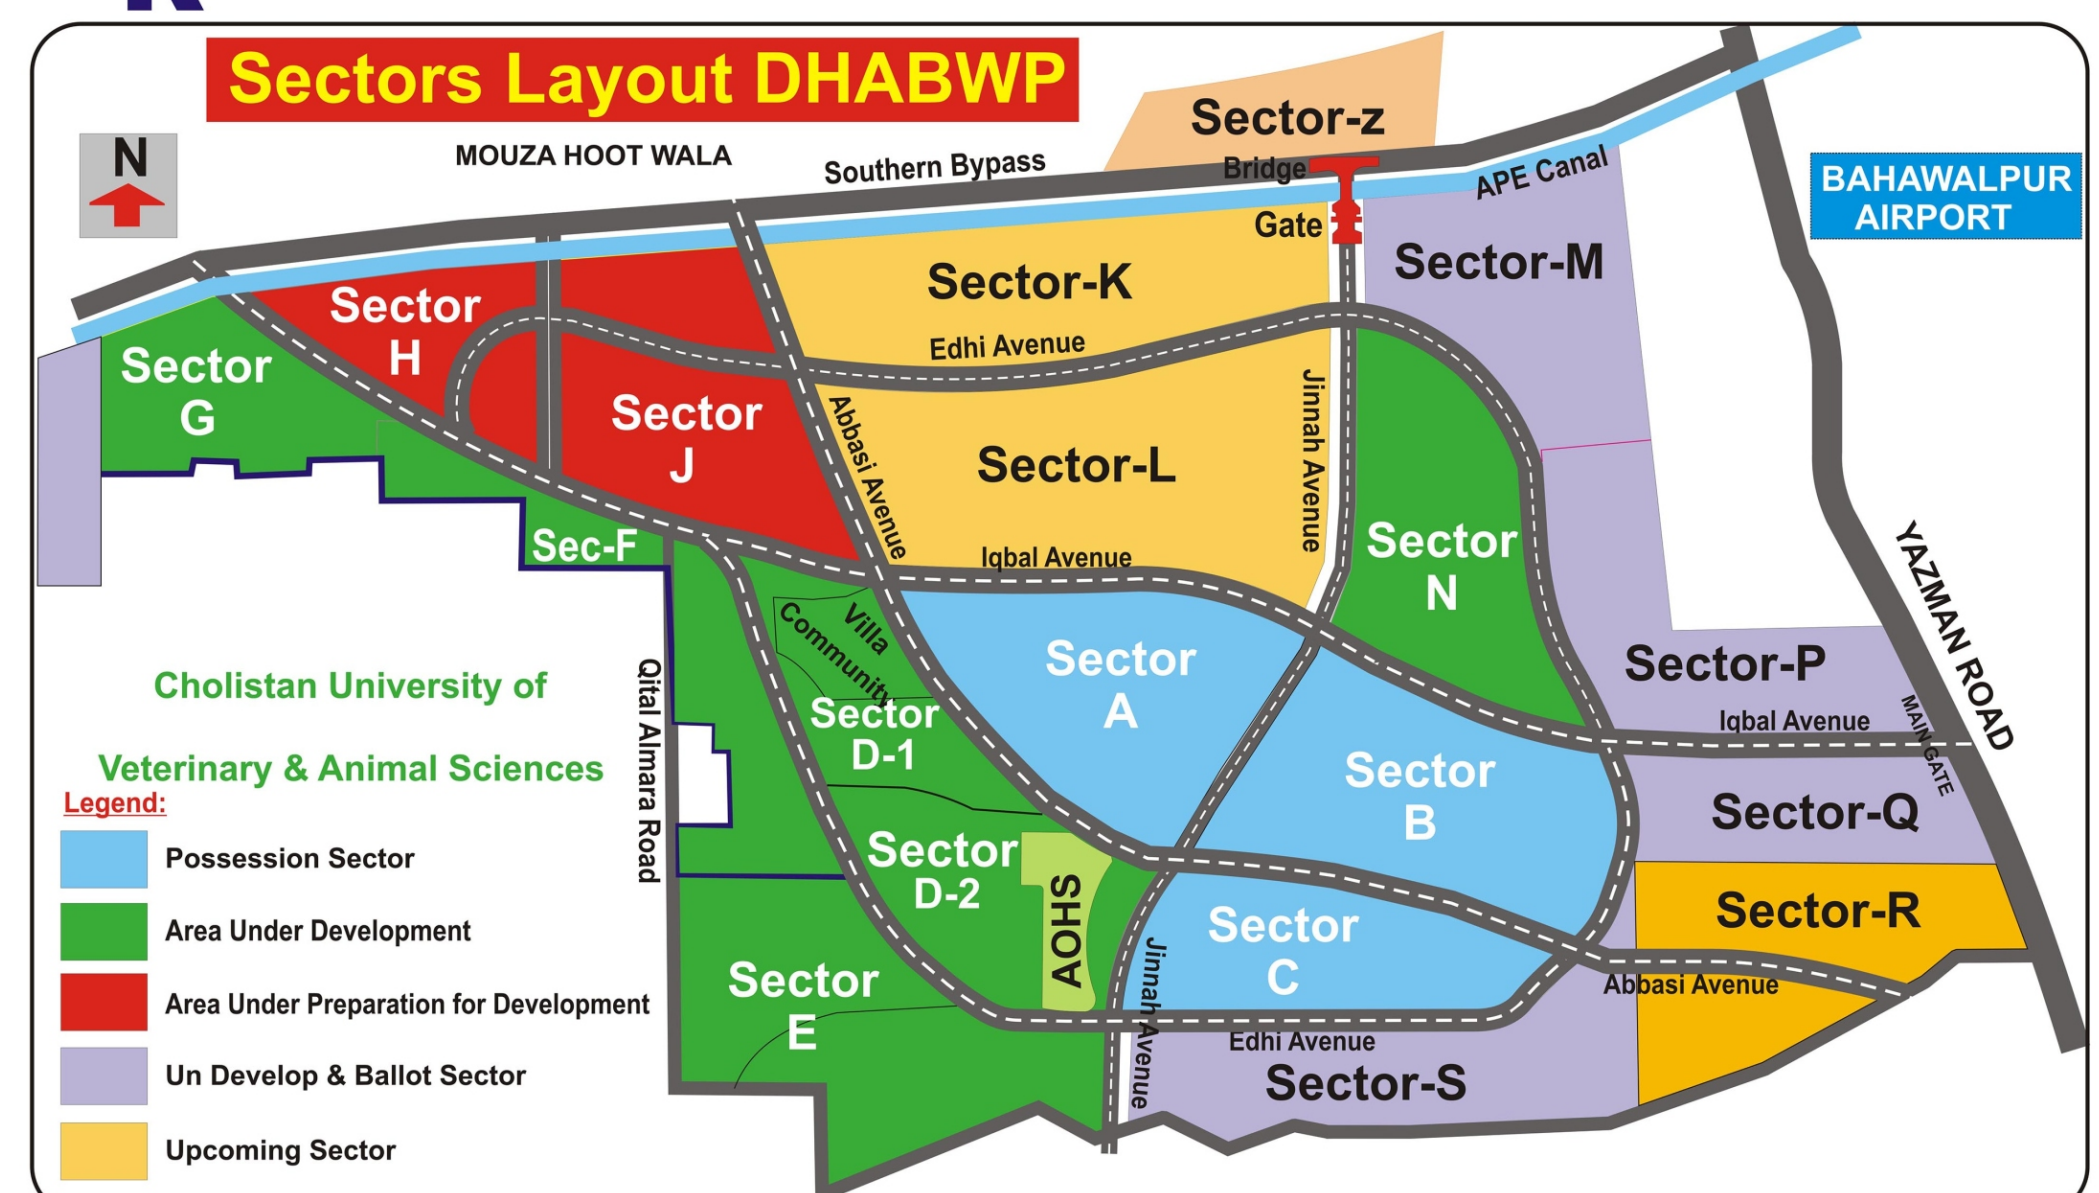 Sectors Layout DHABWP
N
MOUZA HOOT WALA
Southern Bypass
Sector-z
Bridge
Gate
APE Canal
BAHAWALPUR
AIRPORT
Sector-K
Sector-M
Sector
H
Sector
G
Edhi Avenue
Sector
J
Abbasi Avenue
Sector-L
Jinnah Avenue
Sector
N
Sec-F
Iqbal Avenue
YAZMAN ROAD
Villa
Community
Sector
A
Sector-P
Iqbal Avenue
MAIN GATE
Cholistan University of
Veterinary & Animal Sciences
Qital Almara Road
Sector
D-1
Sector
B
Sector-Q
Sector
D-2
AOHS
Sector
C
Sector-R
Abbasi Avenue
Sector
E
Jinnah Avenue
Edhi Avenue
Sector-S
Legend:
Possession Sector
Area Under Development
Area Under Preparation for Development
Un Develop & Ballot Sector
Upcoming Sector